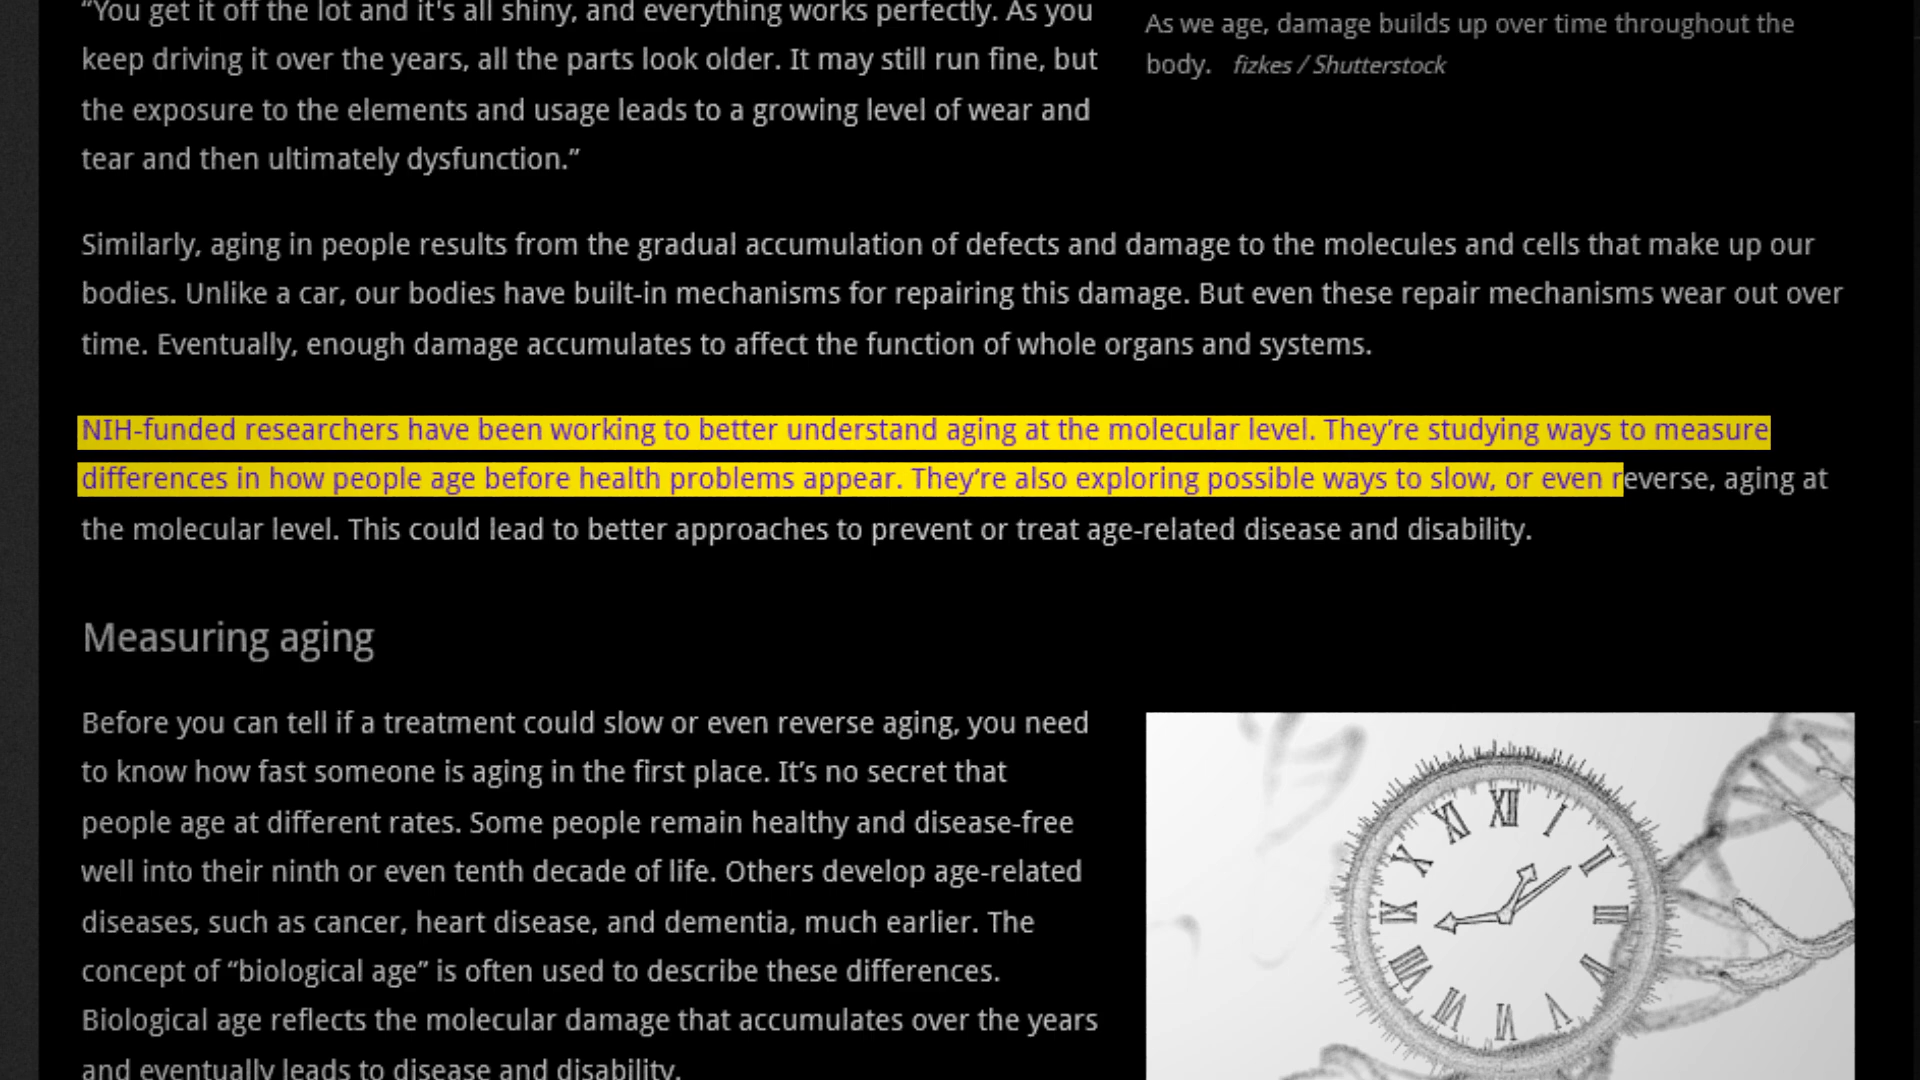 “You get it off the lot and it's all shiny, and everything works perfectly. As you
keep driving it over the years, all the parts look older. It may still run fine, but
the exposure to the elements and usage leads to a growing level of wear and
tear and then ultimately dysfunction.”
As we age, damage builds up over time throughout the
body. fizkes / Shutterstock
Similarly, aging in people results from the gradual accumulation of defects and damage to the molecules and cells that make up our
bodies. Unlike a car, our bodies have built-in mechanisms for repairing this damage. But even these repair mechanisms wear out over
time. Eventually, enough damage accumulates to affect the function of whole organs and systems.
NIH-funded researchers have been working to better understand aging at the molecular level. They’re studying ways to measure
differences in how people age before health problems appear. They’re also exploring possible ways to slow, or even reverse, aging at
the molecular level. This could lead to better approaches to prevent or treat age-related disease and disability.
Measuring aging
Before you can tell if a treatment could slow or even reverse aging, you need
to know how fast someone is aging in the first place. It’s no secret that
people age at different rates. Some people remain healthy and disease-free
well into their ninth or even tenth decade of life. Others develop age-related
diseases, such as cancer, heart disease, and dementia, much earlier. The
concept of “biological age” is often used to describe these differences.
Biological age reflects the molecular damage that accumulates over the years
and eventually leads to disease and disability.
XII
I
II
III
IV
V
VI
VII
VIII
IX
X
XI